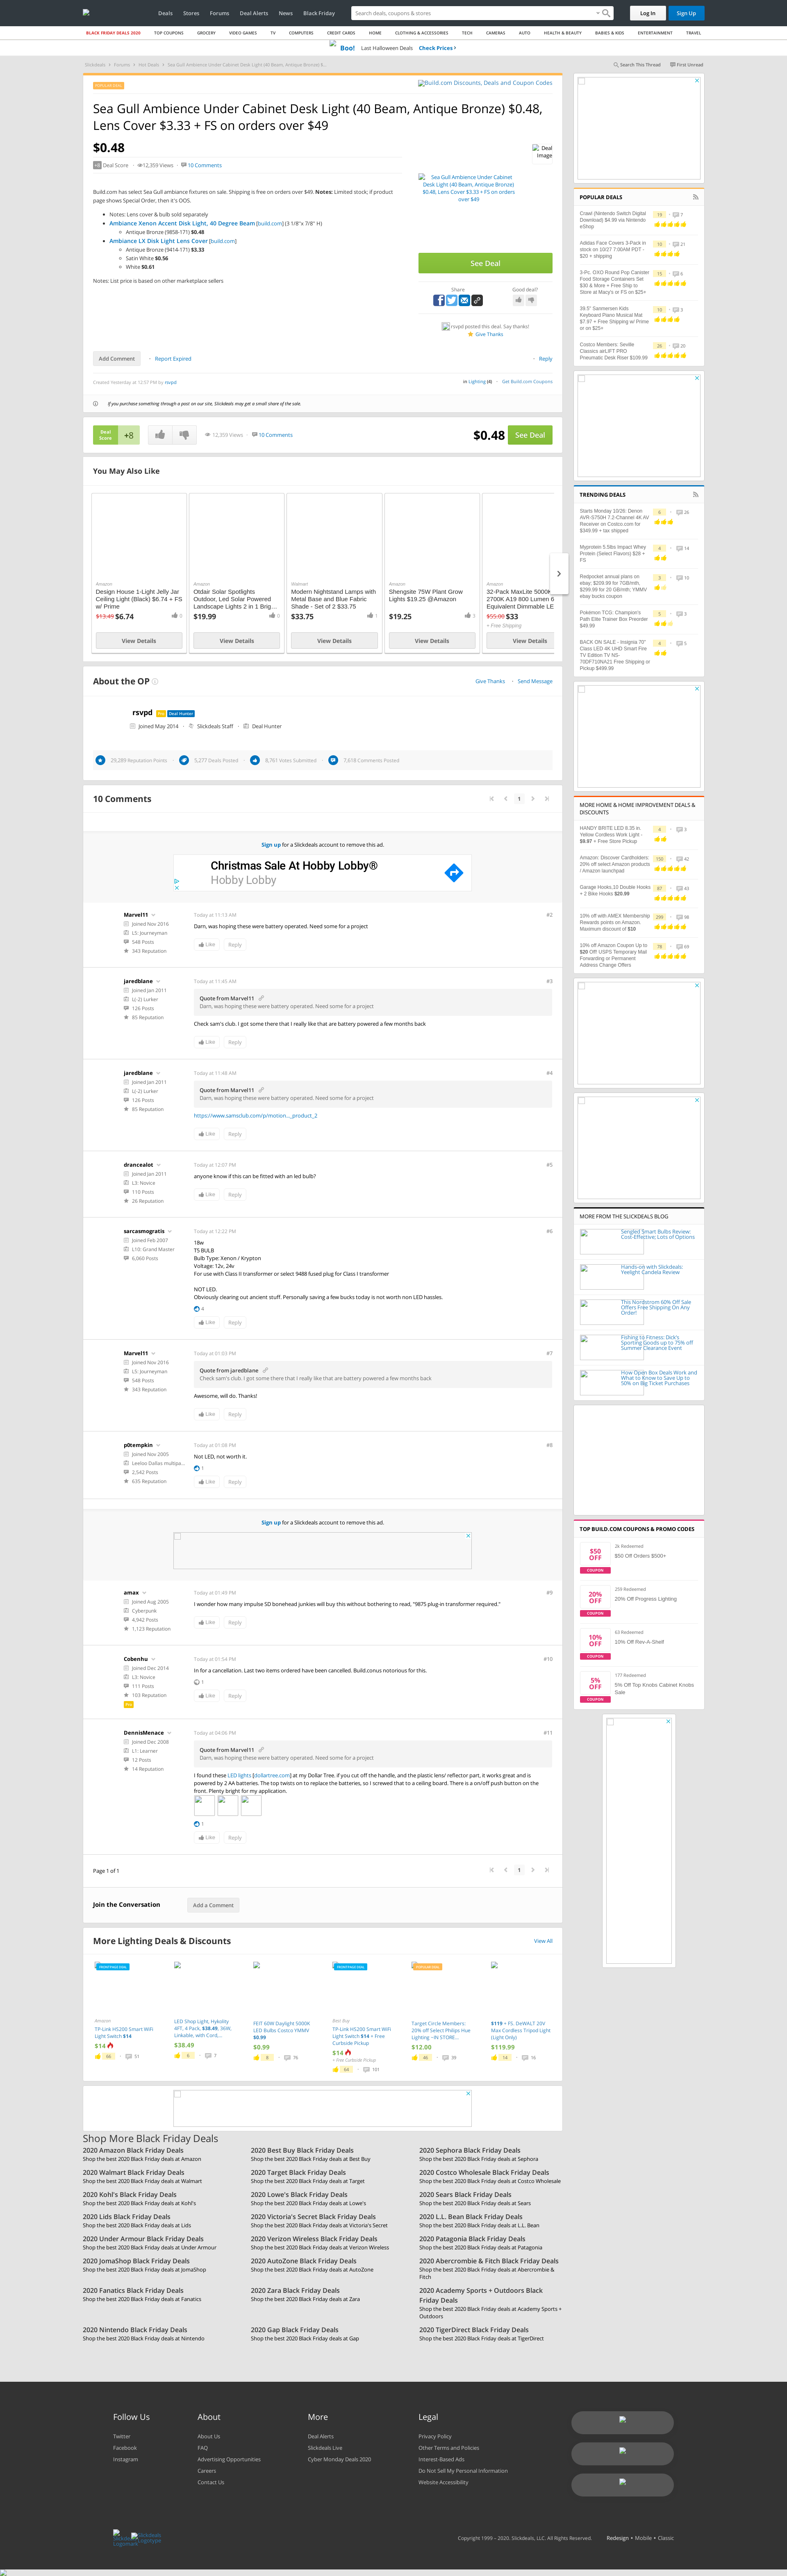 Deals Stores Forums Deal Alerts News Black Friday
Search deals, coupons & stores
Log In
Sign Up
BLACK FRIDAY DEALS 2020 TOP COUPONS GROCERY VIDEO GAMES TV COMPUTERS CREDIT CARDS HOME CLOTHING & ACCESSORIES TECH CAMERAS AUTO HEALTH & BEAUTY BABIES & KIDS ENTERTAINMENT TRAVEL
Boo! Last Halloween Deals Check Prices >
Slickdeals > Forums > Hot Deals > Sea Gull Ambience Under Cabinet Desk Light (40 Beam, Antique Bronze) $...
Search This Thread First Unread
POPULAR DEAL
Build.com Discounts, Deals and Coupon Codes
Sea Gull Ambience Under Cabinet Desk Light (40 Beam, Antique Bronze) $0.48,
Lens Cover $3.33 + FS on orders over $49
$0.48
+8 Deal Score 12,359 Views 10 Comments
Deal Image
Sea Gull Ambience Under Cabinet
Desk Light (40 Beam, Antique Bronze)
$0.48, Lens Cover $3.33 + FS on orders
over $49
Build.com has select Sea Gull ambiance fixtures on sale. Shipping is free on orders over $49. Notes: Limited stock; if product
page shows Special Order, then it's OOS.
Notes: Lens cover & bulb sold separately
Ambiance Xenon Accent Disk Light, 40 Degree Beam [build.com] (3 1/8"x 7/8" H)
Antique Bronze (9858-171) $0.48
Ambiance LX Disk Light Lens Cover [build.com]
Antique Bronze (9414-171) $3.33
Satin White $0.56
White $0.61
Notes: List price is based on other marketplace sellers
See Deal
Share
Good deal?
rsvpd posted this deal. Say thanks!
Give Thanks
Add Comment Report Expired Reply
Created Yesterday at 12:57 PM by rsvpd
in Lighting (4) Get Build.com Coupons
If you purchase something through a post on our site, Slickdeals may get a small share of the sale.
Deal
Score
+8
12,359 Views 10 Comments
$0.48 See Deal
You May Also Like
Amazon
Design House 1-Light Jelly Jar
Ceiling Light (Black) $6.74 + FS
w/ Prime
$13.49 $6.74 0
View Details
Amazon
Otdair Solar Spotlights
Outdoor, Led Solar Powered
Landscape Lights 2 in 1 Brig...
$19.99 0
View Details
Walmart
Modern Nightstand Lamps with
Metal Base and Blue Fabric
Shade - Set of 2 $33.75
$33.75 1
View Details
Amazon
Shengsite 75W Plant Grow
Lights $19.25 @Amazon
$19.25 5
View Details
Amazon
32-Pack MaxLite 5000K
2700K A19 800 Lumen 6
Equivalent Dimmable LE
$55.00 $33
+ Free Shipping
View Details
About the OP
Give Thanks Send Message
rsvpd Pro Deal Hunter
Joined May 2014 Slickdeals Staff Deal Hunter
29,289 Reputation Points 5,277 Deals Posted 8,761 Votes Submitted 7,618 Comments Posted
10 Comments
1
Sign up for a Slickdeals account to remove this ad.
Christmas Sale At Hobby Lobby®
Hobby Lobby
Marvel11
Joined Nov 2016
L5: Journeyman
548 Posts
343 Reputation
Today at 11:13 AM
#2
Darn, was hoping these were battery operated. Need some for a project
Like Reply
jaredblane
Joined Jan 2011
L(-2) Lurker
126 Posts
85 Reputation
Today at 11:45 AM
#3
Quote from Marvel11
Darn, was hoping these were battery operated. Need some for a project
Check sam's club. I got some there that I really like that are battery powered a few months back
Like Reply
jaredblane
Joined Jan 2011
L(-2) Lurker
126 Posts
85 Reputation
Today at 11:48 AM
#4
Quote from Marvel11
Darn, was hoping these were battery operated. Need some for a project
https://www.samsclub.com/p/motion..._product_2
Like Reply
drancealot
Joined Jan 2011
L3: Novice
110 Posts
26 Reputation
Today at 12:07 PM
#5
anyone know if this can be fitted with an led bulb?
Like Reply
sarcasmogratis
Joined Feb 2007
L10: Grand Master
6,060 Posts
Today at 12:22 PM
#6
18w
T5 BULB
Bulb Type: Xenon / Krypton
Voltage: 12v, 24v
For use with Class II transformer or select 9488 fused plug for Class I transformer
NOT LED.
Obviously clearing out ancient stuff. Personally saving a few bucks today is not worth non LED hassles.
4
Like Reply
Marvel11
Joined Nov 2016
L5: Journeyman
548 Posts
343 Reputation
Today at 01:03 PM
#7
Quote from jaredblane
Check sam's club. I got some there that I really like that are battery powered a few months back
Awesome, will do. Thanks!
Like Reply
p0tempkin
Joined Nov 2005
Leeloo Dallas multipa...
2,542 Posts
635 Reputation
Today at 01:08 PM
#8
Not LED, not worth it.
1
Like Reply
Sign up for a Slickdeals account to remove this ad.
amax
Joined Aug 2005
Cyberpunk
4,942 Posts
1,123 Reputation
Today at 01:49 PM
#9
I wonder how many impulse SD bonehead junkies will buy this without bothering to read, "9875 plug-in transformer required."
Like Reply
Cobenhu
Joined Dec 2014
L3: Novice
111 Posts
103 Reputation
Pro
Today at 01:54 PM
#10
In for a cancellation. Last two items ordered have been cancelled. Build.conus notorious for this.
1
Like Reply
DennisMenace
Joined Dec 2008
L1: Learner
12 Posts
14 Reputation
Today at 04:06 PM
#11
Quote from Marvel11
Darn, was hoping these were battery operated. Need some for a project
I found these LED lights [dollartree.com] at my Dollar Tree. if you cut off the handle, and the plastic lens/ reflector part, it works great and is
powered by 2 AA batteries. The top twists on to replace the batteries, so I screwed that to a ceiling board. There is a on/off push button on the
front. Plenty bright for my application.
1
Like Reply
Page 1 of 1
1
Join the Conversation Add a Comment
More Lighting Deals & Discounts
View All
FRONTPAGE DEAL
Amazon
TP-Link HS200 Smart WiFi
Light Switch $14
$14
66 51
LED Shop Light, Hykolity
4FT, 4 Pack, $38.49; 36W,
Linkable, with Cord,...
$38.49
6 7
FEIT 60W Daylight 5000K
LED Bulbs Costco YMMV
$0.99
$0.99
8 76
FRONTPAGE DEAL
Best Buy
TP-Link HS200 Smart WiFi
Light Switch $14 + Free
Curbside Pickup
$14
+ Free Curbside Pickup
64 101
POPULAR DEAL
Target Circle Members:
20% off Select Philips Hue
Lighting ~IN STORE...
$12.00
46 39
$119 + FS. DeWALT 20V
Max Cordless Tripod Light
(Light Only)
$119.99
14 16
Shop More Black Friday Deals
2020 Amazon Black Friday Deals
Shop the best 2020 Black Friday deals at Amazon
2020 Best Buy Black Friday Deals
Shop the best 2020 Black Friday deals at Best Buy
2020 Sephora Black Friday Deals
Shop the best 2020 Black Friday deals at Sephora
2020 Walmart Black Friday Deals
Shop the best 2020 Black Friday deals at Walmart
2020 Target Black Friday Deals
Shop the best 2020 Black Friday deals at Target
2020 Costco Wholesale Black Friday Deals
Shop the best 2020 Black Friday deals at Costco Wholesale
2020 Kohl's Black Friday Deals
Shop the best 2020 Black Friday deals at Kohl's
2020 Lowe's Black Friday Deals
Shop the best 2020 Black Friday deals at Lowe's
2020 Sears Black Friday Deals
Shop the best 2020 Black Friday deals at Sears
2020 Lids Black Friday Deals
Shop the best 2020 Black Friday deals at Lids
2020 Victoria's Secret Black Friday Deals
Shop the best 2020 Black Friday deals at Victoria's Secret
2020 L.L. Bean Black Friday Deals
Shop the best 2020 Black Friday deals at L.L. Bean
2020 Under Armour Black Friday Deals
Shop the best 2020 Black Friday deals at Under Armour
2020 Verizon Wireless Black Friday Deals
Shop the best 2020 Black Friday deals at Verizon Wireless
2020 Patagonia Black Friday Deals
Shop the best 2020 Black Friday deals at Patagonia
2020 JomaShop Black Friday Deals
Shop the best 2020 Black Friday deals at JomaShop
2020 AutoZone Black Friday Deals
Shop the best 2020 Black Friday deals at AutoZone
2020 Abercrombie & Fitch Black Friday Deals
Shop the best 2020 Black Friday deals at Abercrombie &
Fitch
2020 Fanatics Black Friday Deals
Shop the best 2020 Black Friday deals at Fanatics
2020 Zara Black Friday Deals
Shop the best 2020 Black Friday deals at Zara
2020 Academy Sports + Outdoors Black
Friday Deals
Shop the best 2020 Black Friday deals at Academy Sports +
Outdoors
2020 Nintendo Black Friday Deals
Shop the best 2020 Black Friday deals at Nintendo
2020 Gap Black Friday Deals
Shop the best 2020 Black Friday deals at Gap
2020 TigerDirect Black Friday Deals
Shop the best 2020 Black Friday deals at TigerDirect
POPULAR DEALS
Crawl (Nintendo Switch Digital
Download) $4.99 via Nintendo
eShop
19 7
Adidas Face Covers 3-Pack in
stock on 10/27 7:00AM PDT -
$20 + shipping
10 21
3-Pc. OXO Round Pop Canister
Food Storage Containers Set
$30 & More + Free Ship to
Store at Macy's or FS on $25+
15 6
39.5" Sanmersen Kids
Keyboard Piano Musical Mat
$7.97 + Free Shipping w/ Prime
or on $25+
10 3
Costco Members: Seville
Classics airLIFT PRO
Pneumatic Desk Riser $109.99
26 20
TRENDING DEALS
Starts Monday 10/26: Denon
AVR-S750H 7.2-Channel 4K AV
Receiver on Costco.com for
$349.99 + tax shipped
6 26
Myprotein 5.5lbs Impact Whey
Protein (Select Flavors) $28 +
FS
4 14
Redpocket annual plans on
ebay: $209.99 for 7GB/mth,
$299.99 for 20 GB/mth; YMMV
ebay bucks coupon
3 10
Pokémon TCG: Champion's
Path Elite Trainer Box Preorder
$49.99
5 3
BACK ON SALE - Insignia 70"
Class LED 4K UHD Smart Fire
TV Edition TV NS-
70DF710NA21 Free Shipping or
Pickup $499.99
4 5
MORE HOME & HOME IMPROVEMENT DEALS &
DISCOUNTS
HANDY BRITE LED 8.35 in.
Yellow Cordless Work Light -
$9.97 + Free Store Pickup
4 3
Amazon: Discover Cardholders:
20% off select Amazon products
/ Amazon launchpad
150 42
Garage Hooks,10 Double Hooks
+ 2 Bike Hooks $20.99
87 43
10% off with AMEX Membership
Rewards points on Amazon.
Maximum discount of $10
295 98
10% off Amazon Coupon Up to
$20 Off! USPS Temporary Mail
Forwarding or Permanent
Address Change Offers
78 69
MORE FROM THE SLICKDEALS BLOG
Sengled Smart Bulbs Review:
Cost-Effective; Lots of Options
Hands-on with Slickdeals:
Yeelight Candela Review
This Nordstrom 60% Off Sale
Offers Free Shipping On Any
Order!
Fishing to Fitness: Dick's
Sporting Goods up to 75% off
Summer Clearance Event
How Open Box Deals Work and
What to Know to Save Up to
50% on Big Ticket Purchases
TOP BUILD.COM COUPONS & PROMO CODES
$50
OFF
COUPON
2k Redeemed
$50 Off Orders $500+
20%
OFF
COUPON
259 Redeemed
20% Off Progress Lighting
10%
OFF
COUPON
63 Redeemed
10% Off Rev-A-Shelf
5%
OFF
COUPON
177 Redeemed
5% Off Top Knobs Cabinet Knobs
Sale
Follow Us
Twitter
Facebook
Instagram
About
About Us
FAQ
Advertising Opportunities
Careers
Contact Us
More
Deal Alerts
Slickdeals Live
Cyber Monday Deals 2020
Legal
Privacy Policy
Other Terms and Policies
Interest-Based Ads
Do Not Sell My Personal Information
Website Accessibility
Slickdeals Logomark
Slickdeals Logotype
Copyright 1999 – 2020. Slickdeals, LLC. All Rights Reserved. Redesign • Mobile • Classic